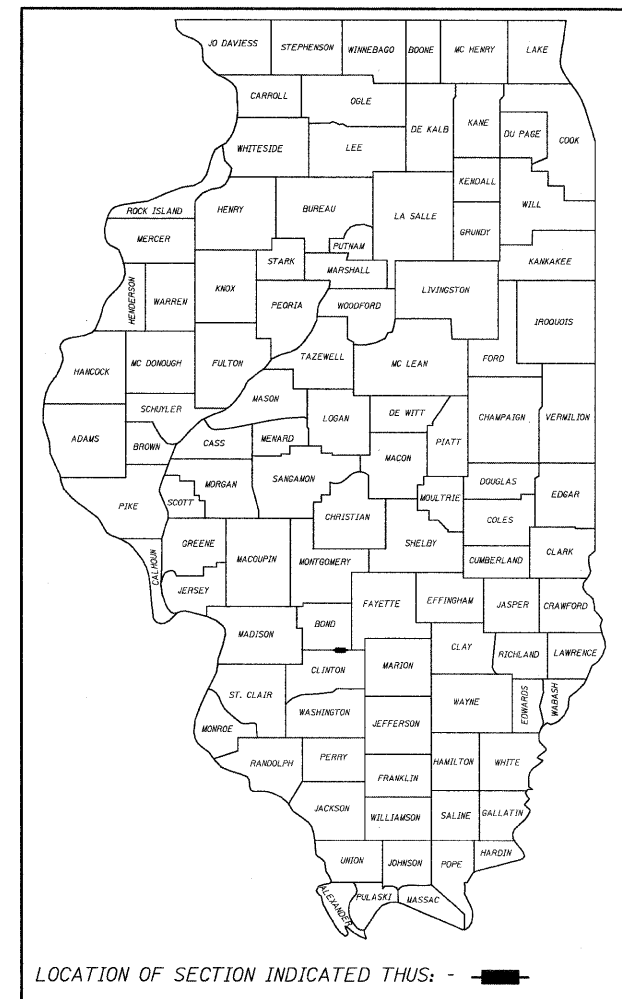 JO DAVIESS STEPHENSON WINNEBAGO BOONE MC HENRY LAKE
CARROLL OGLE DE KALB KANE DU PAGE COOK
WHITESIDE LEE
KENDALL WILL
ROCK ISLAND HENRY BUREAU LA SALLE GRUNDY
MERCER PUTNAM
STARK MARSHALL KANKAKEE
HENDERSON WARREN KNOX PEORIA WOODFORD LIVINGSTON IROQUOIS
HANCOCK MC DONOUGH FULTON TAZEWELL MC LEAN FORD
MASON
SCHUYLER LOGAN DE WITT CHAMPAIGN VERMILION
ADAMS BROWN CASS MENARD MACON PIATT
MORGAN SANGAMON DOUGLAS
PIKE SCOTT CHRISTIAN MOULTRIE EDGAR
COLES
GREENE MACOUPIN MONTGOMERY SHELBY CUMBERLAND CLARK
CALHOUN JERSEY
FAYETTE EFFINGHAM JASPER CRAWFORD
MADISON BOND
CLAY RICHLAND LAWRENCE
CLINTON MARION
ST. CLAIR WAYNE EDWARDS WABASH
WASHINGTON
MONROE JEFFERSON
RANDOLPH PERRY HAMILTON WHITE
FRANKLIN
JACKSON WILLIAMSON SALINE GALLATIN
UNION JOHNSON POPE HARDIN
ALEXANDER PULASKI MASSAC
LOCATION OF SECTION INDICATED THUS: -